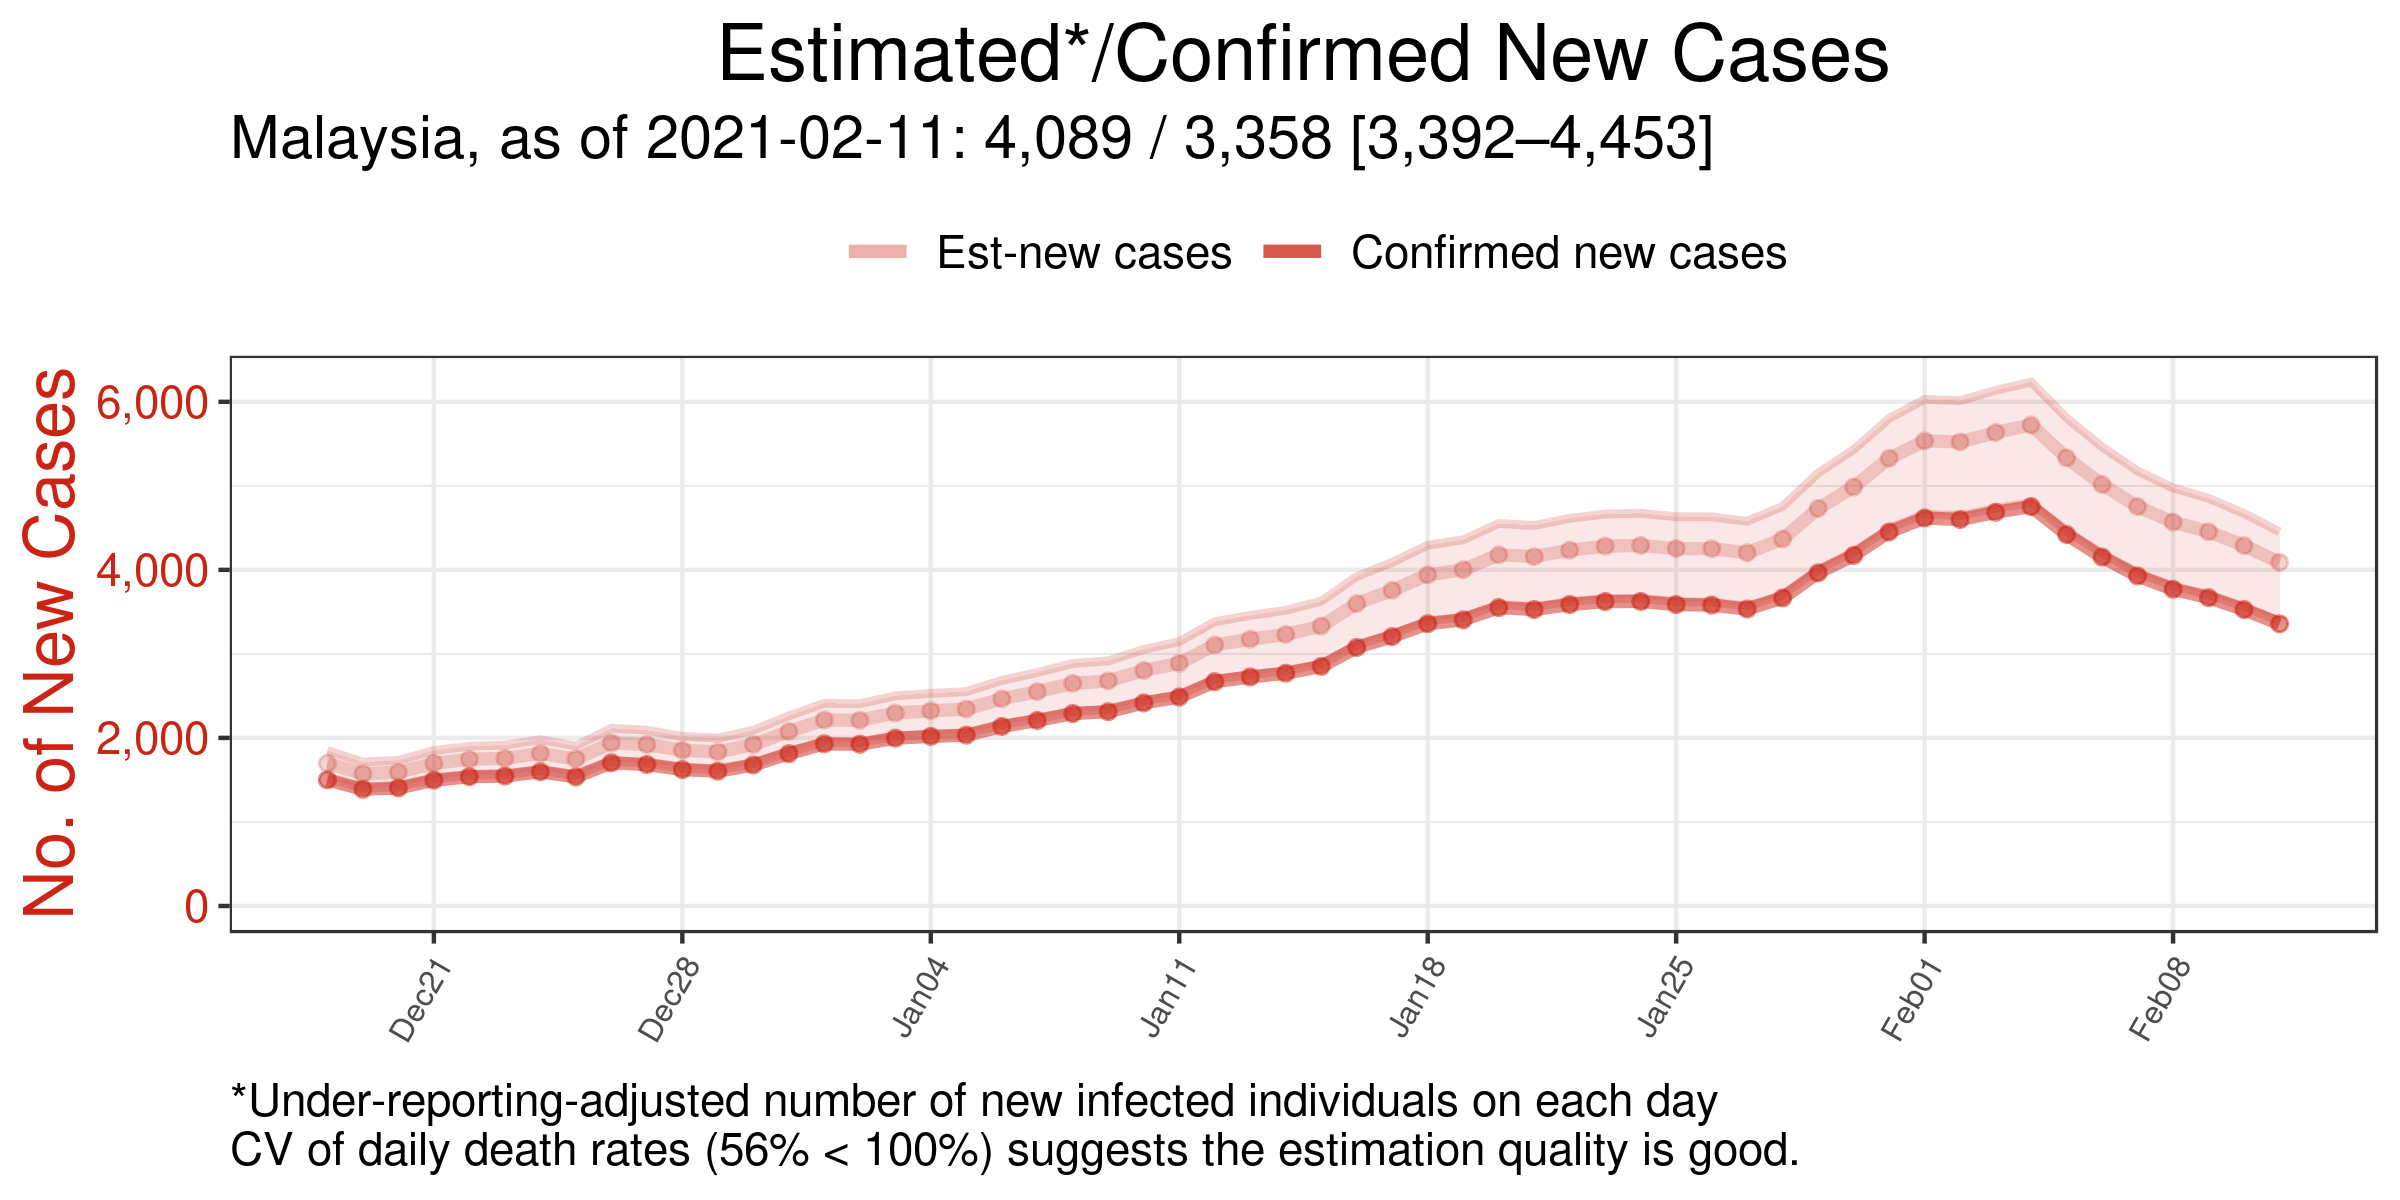 Estimated*/Confirmed New Cases
Malaysia, as of 2021-02-11: 4,089 / 3,358 [3,392–4,453]
Est-new cases
Confirmed new cases
No. of New Cases
6,000
4,000
2,000
0
Dec21
Dec28
Jan04
Jan11
Jan18
Jan25
Feb01
Feb08
*Under-reporting-adjusted number of new infected individuals on each day
CV of daily death rates (56% < 100%) suggests the estimation quality is good.